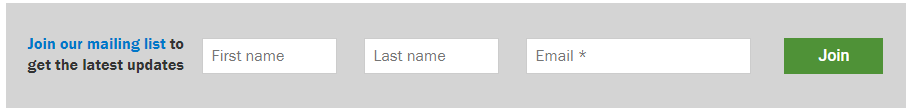 Join our mailing list to
get the latest updates
First name
Last name
Email *
Join